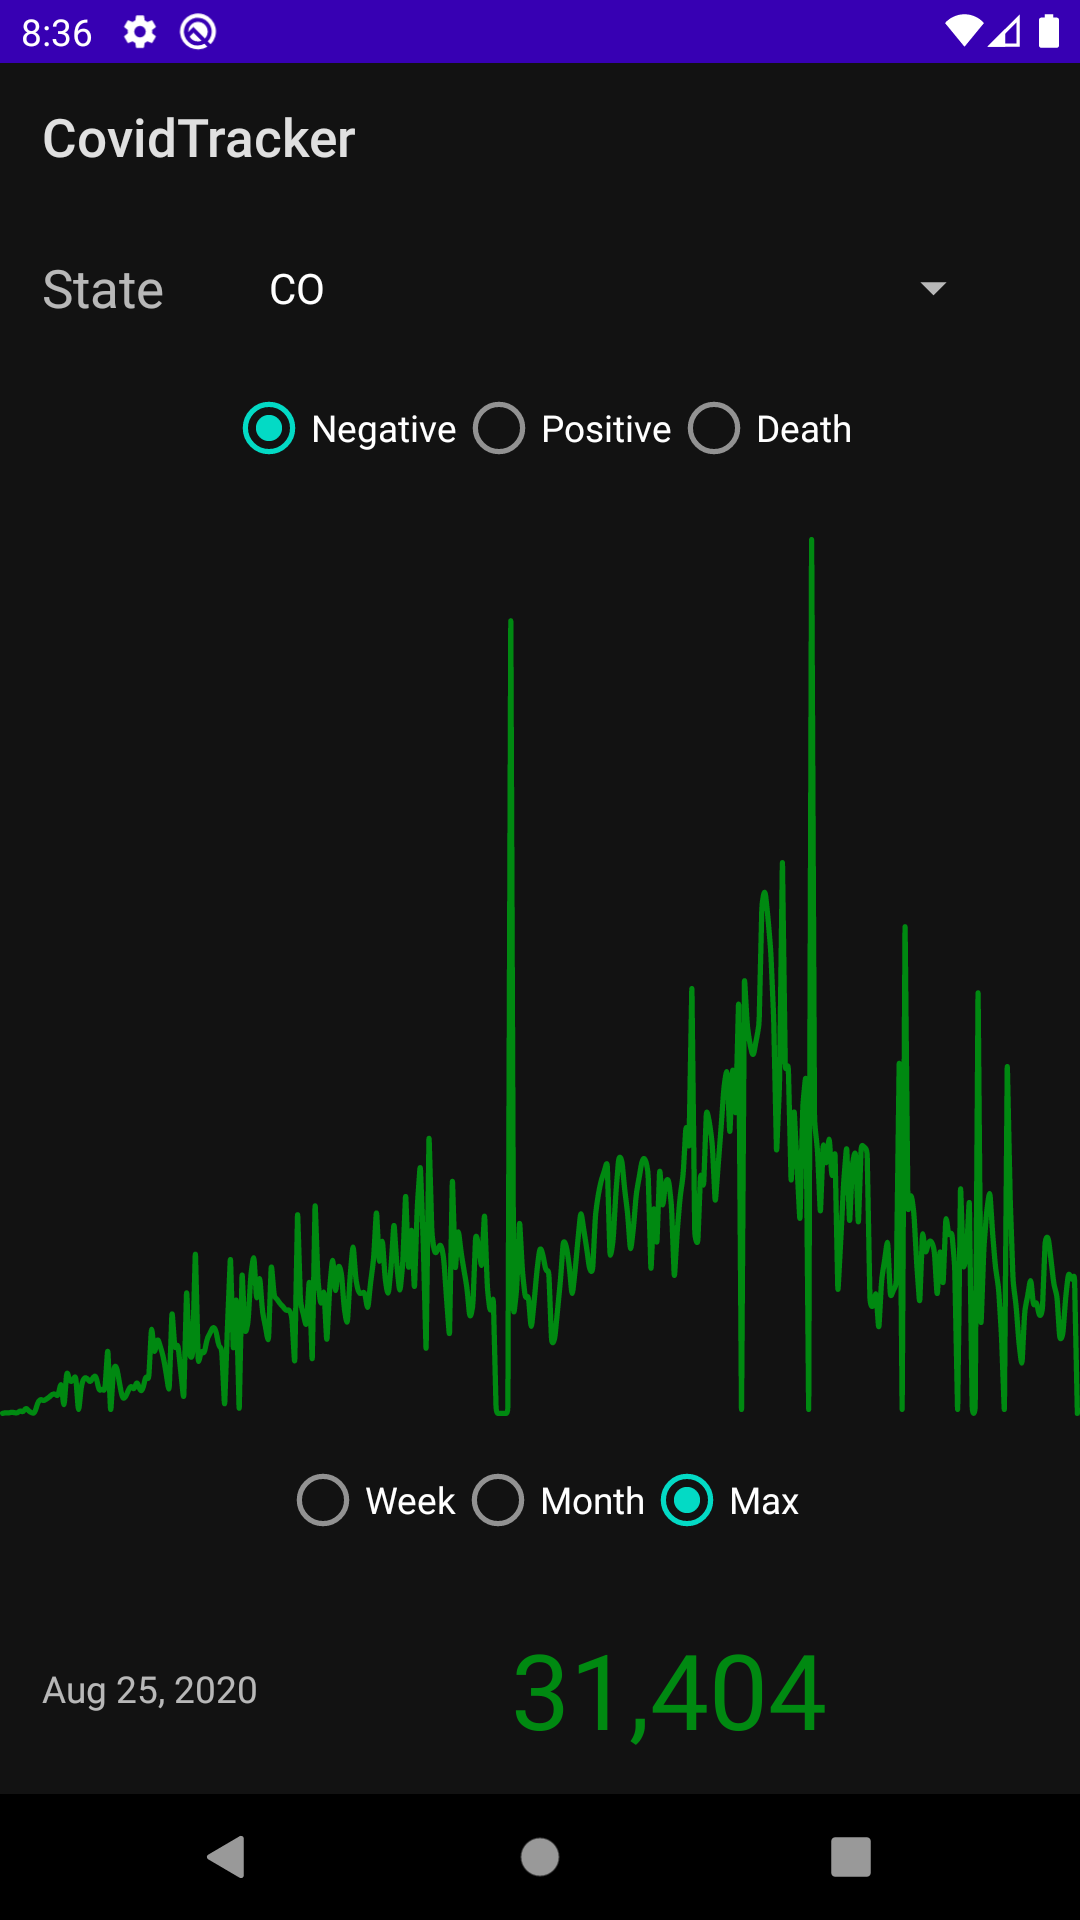 8:36
CovidTracker
State CO
Negative Positive Death
Week Month Max
Aug 25, 2020 31,404